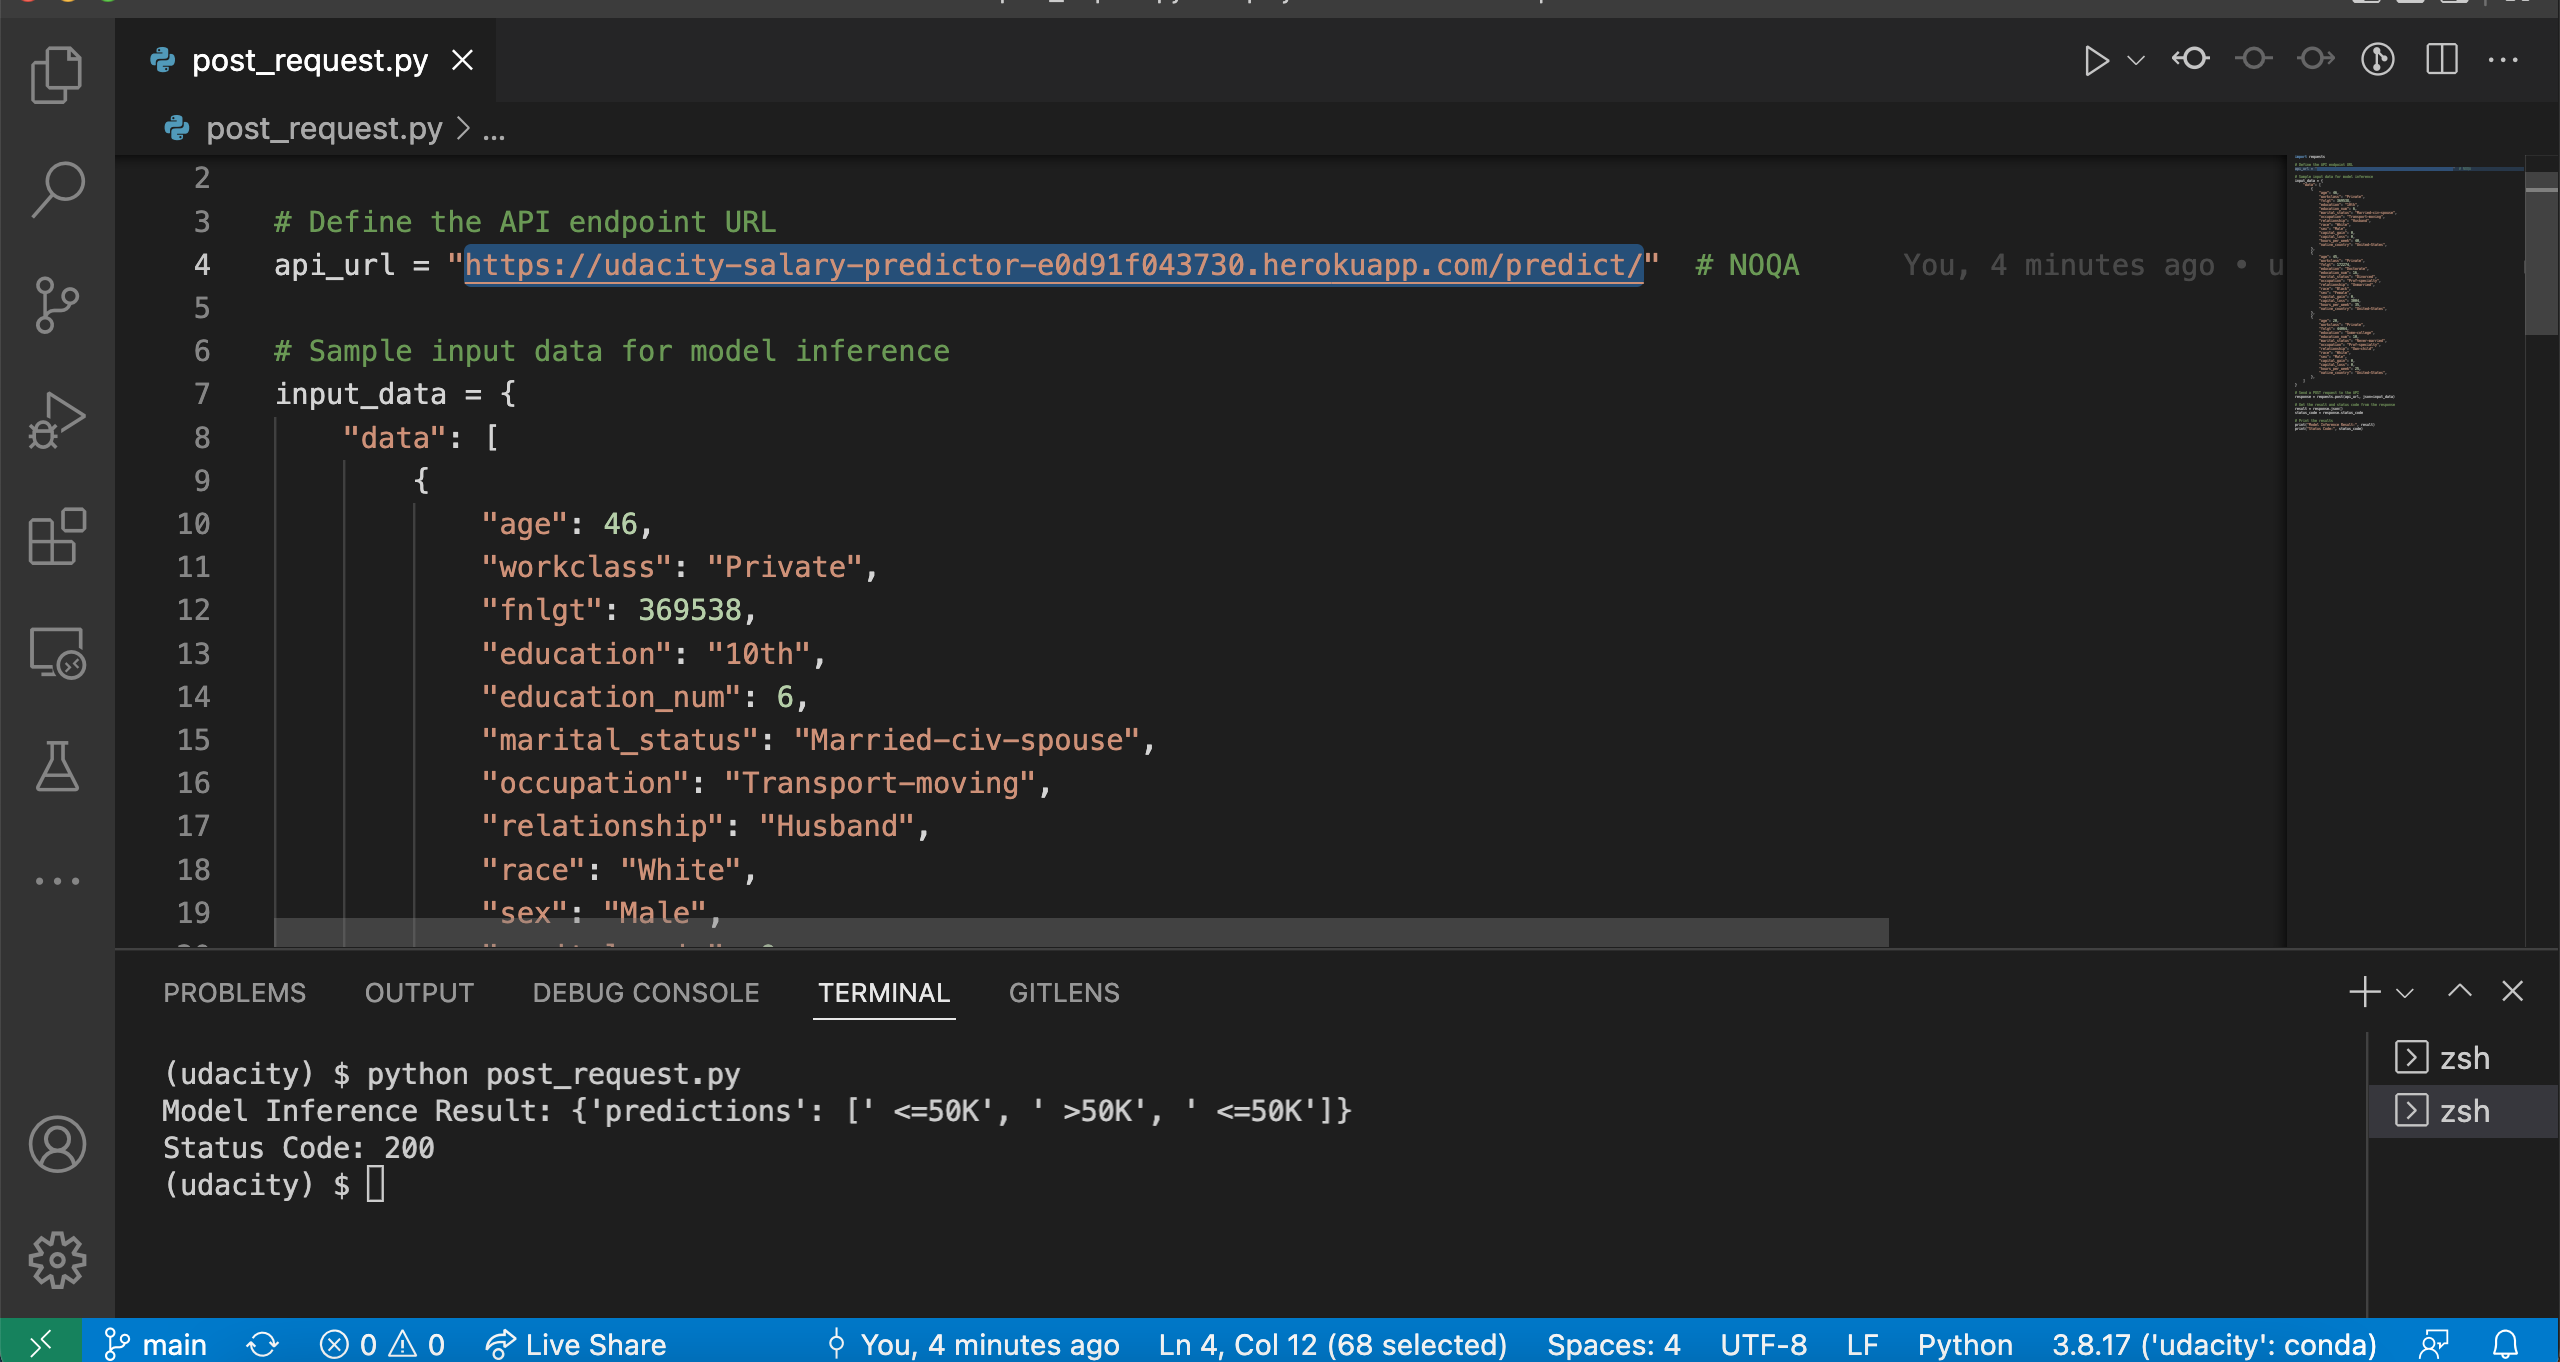 post_request.py
post_request.py > ...
2
3 # Define the API endpoint URL
4 api_url = "https://udacity-salary-predictor-e0d91f043730.herokuapp.com/predict/"  # NOQA You, 4 minutes ago • u
5
6 # Sample input data for model inference
7 input_data = {
8 "data": [
9 {
10 "age": 46,
11 "workclass": "Private",
12 "fnlgt": 369538,
13 "education": "10th",
14 "education_num": 6,
15 "marital_status": "Married-civ-spouse",
16 "occupation": "Transport-moving",
17 "relationship": "Husband",
18 "race": "White",
19 "sex": "Male",
PROBLEMS OUTPUT DEBUG CONSOLE TERMINAL GITLENS
(udacity) $ python post_request.py
Model Inference Result: {'predictions': [' <=50K', ' >50K', ' <=50K']}
Status Code: 200
(udacity) $
zsh
zsh
main 0 0 Live Share You, 4 minutes ago Ln 4, Col 12 (68 selected) Spaces: 4 UTF-8 LF Python 3.8.17 ('udacity': conda)